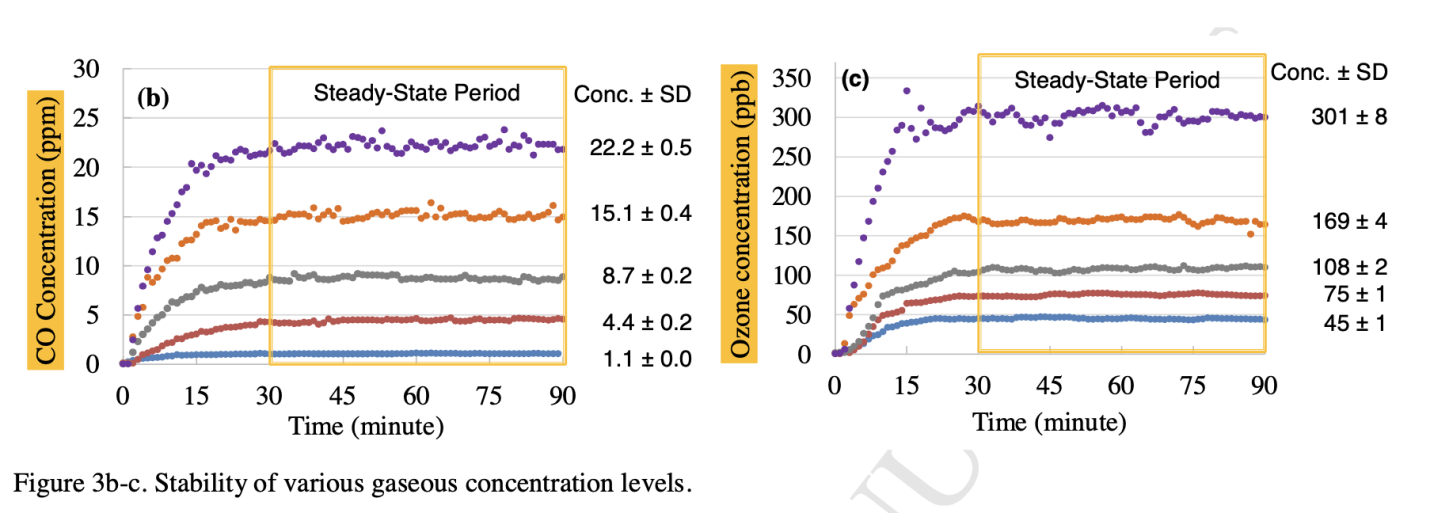 CO Concentration (ppm)
30
25
20
15
10
5
0
(b)
Steady-State Period
Conc. ± SD
22.2 ± 0.5
15.1 ± 0.4
8.7 ± 0.2
4.4 ± 0.2
1.1 ± 0.0
0 15 30 45 60 75 90
Time (minute)
Ozone concentration (ppb)
350
300
250
200
150
100
50
0
(c)
Steady-State Period
Conc. ± SD
301 ± 8
169 ± 4
108 ± 2
75 ± 1
45 ± 1
0 15 30 45 60 75 90
Time (minute)
Figure 3b-c. Stability of various gaseous concentration levels.